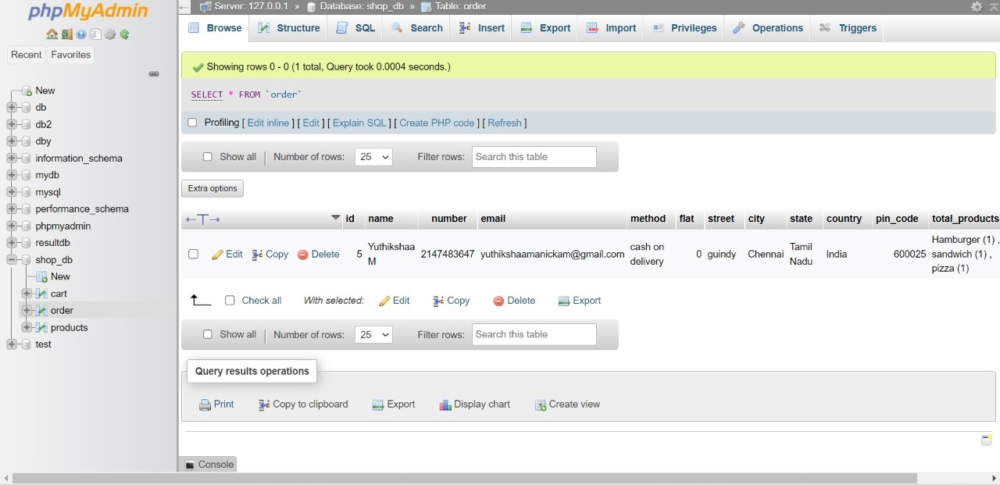 phpMyAdmin
Recent Favorites
New
db
db2
dby
information_schema
mydb
mysql
performance_schema
phpmyadmin
resultdb
shop_db
New
cart
order
products
test
Server: 127.0.0.1 » Database: shop_db » Table: order
Browse Structure SQL Search Insert Export Import Privileges Operations Triggers
Showing rows 0 - 0 (1 total, Query took 0.0004 seconds.)
SELECT * FROM `order`
Profiling [ Edit inline ] [ Edit ] [ Explain SQL ] [ Create PHP code ] [ Refresh ]
Show all | Number of rows: 25 Filter rows: Search this table
Extra options
id name number email method flat street city state country pin_code total_products
Edit Copy Delete 5 Yuthikshaa M 2147483647 yuthikshaamanickam@gmail.com cash on delivery 0 guindy Chennai Tamil Nadu India 600025 Hamburger (1) , sandwich (1) , pizza (1)
Check all With selected: Edit Copy Delete Export
Show all | Number of rows: 25 Filter rows: Search this table
Query results operations
Print Copy to clipboard Export Display chart Create view
Console